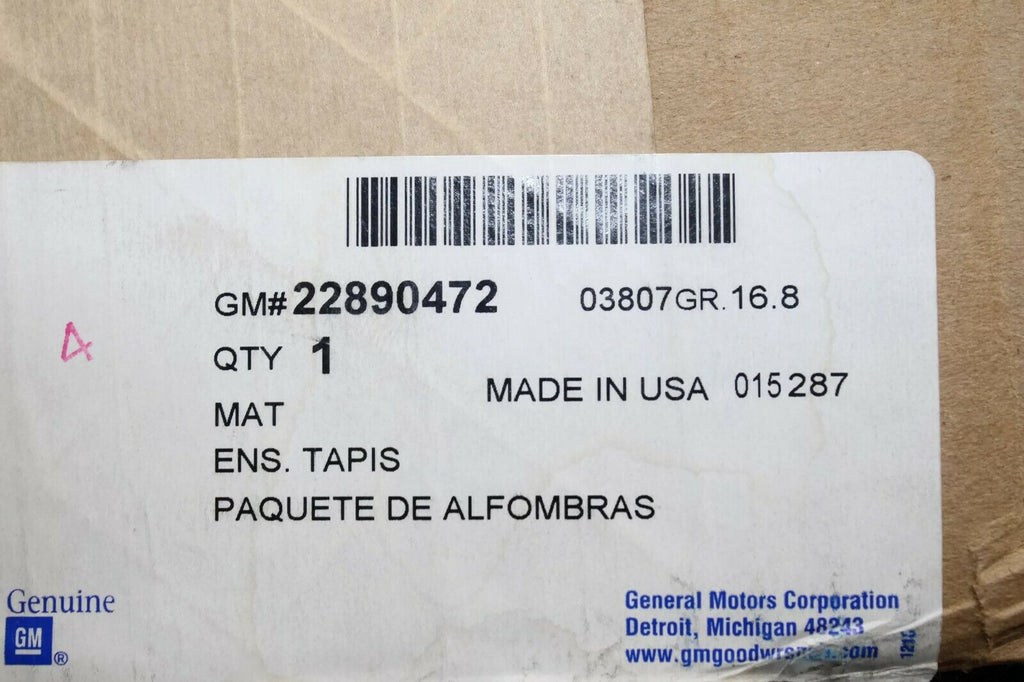 GM# 22890472 03807GR. 16.8
QTY 1
MADE IN USA 015287
MAT
ENS. TAPIS
PAQUETE DE ALFOMBRAS
4
Genuine
GM ®
General Motors Corporation
Detroit, Michigan 48243